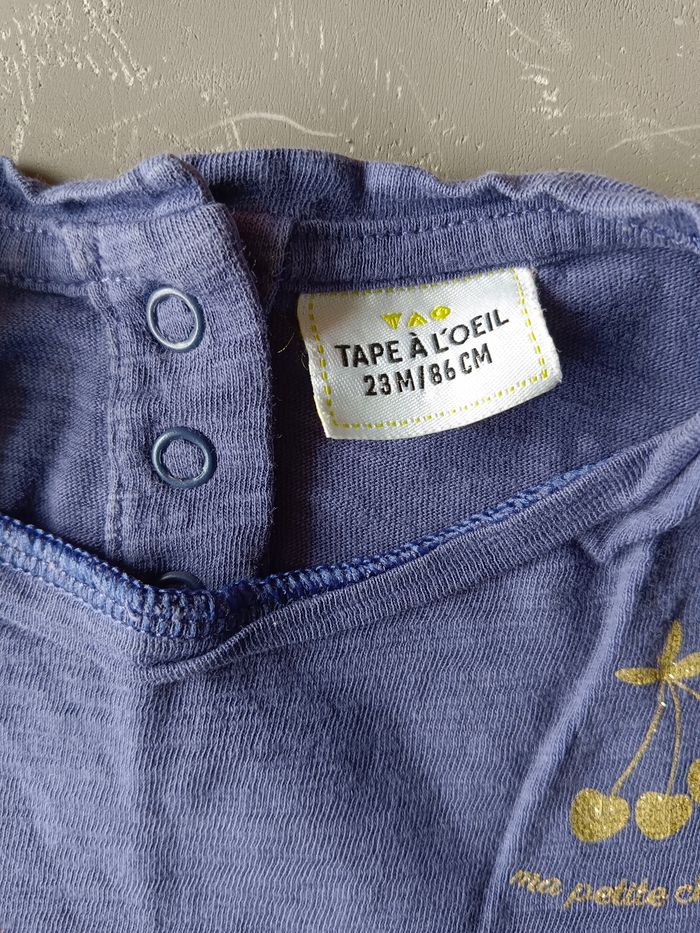 TAO
TAPE À L'OEIL
23M/86CM
ma petite